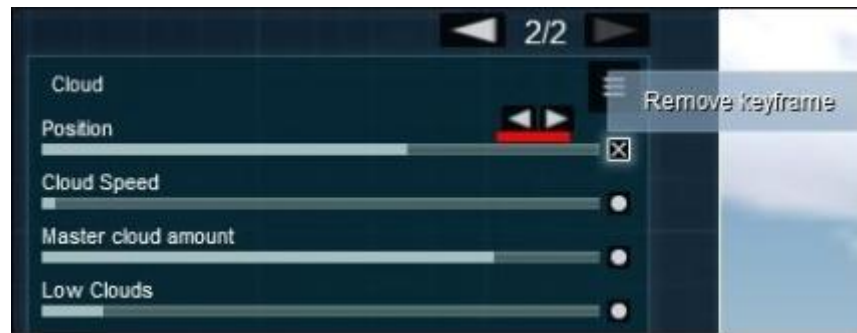 2/2
Cloud
Remove keyframe
Position
Cloud Speed
Master cloud amount
Low Clouds